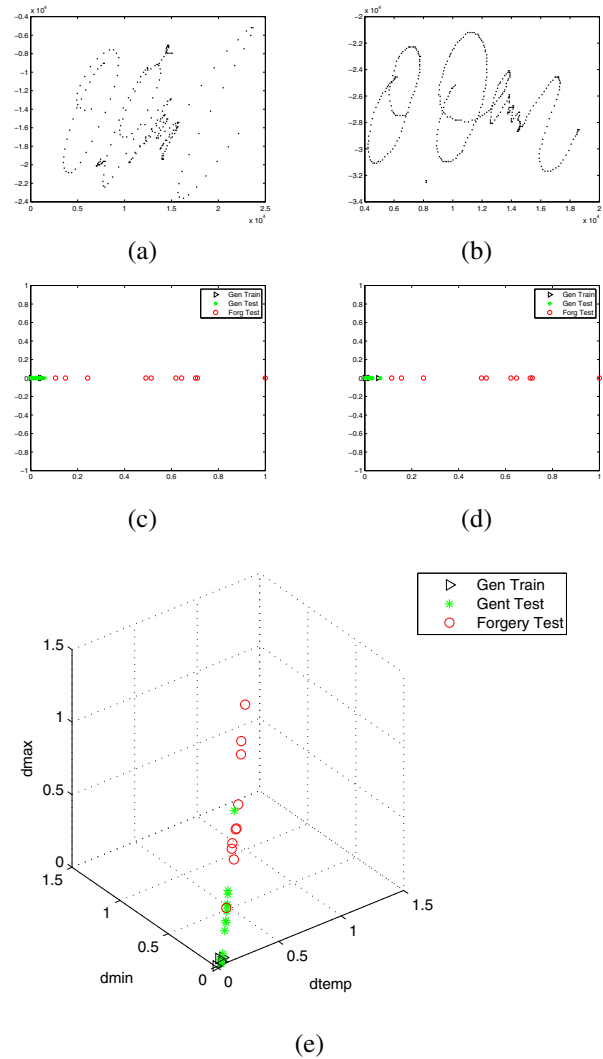 x 10⁴
−0.4
−0.6
−0.8
−1
−1.2
−1.4
−1.6
−1.8
−2
−2.2
−2.4
0 0.5 1 1.5 2 2.5
x 10⁴
(a)
x 10⁴
−2
−2.2
−2.4
−2.6
−2.8
−3
−3.2
−3.4
0.4 0.6 0.8 1 1.2 1.4 1.6 1.8 2
x 10⁴
(b)
1
0.8
0.6
0.4
0.2
0
−0.2
−0.4
−0.6
−0.8
−1
0 0.2 0.4 0.6 0.8 1
Gen Train
Gen Test
Forg Test
(c)
1
0.8
0.6
0.4
0.2
0
−0.2
−0.4
−0.6
−0.8
−1
0 0.2 0.4 0.6 0.8 1
Gen Train
Gen Test
Forg Test
(d)
Gen Train
Gent Test
Forgery Test
1.5
1
0.5
0
dmax
1.5
1
0.5
0
dmin
0
0.5
1
1.5
dtemp
(e)